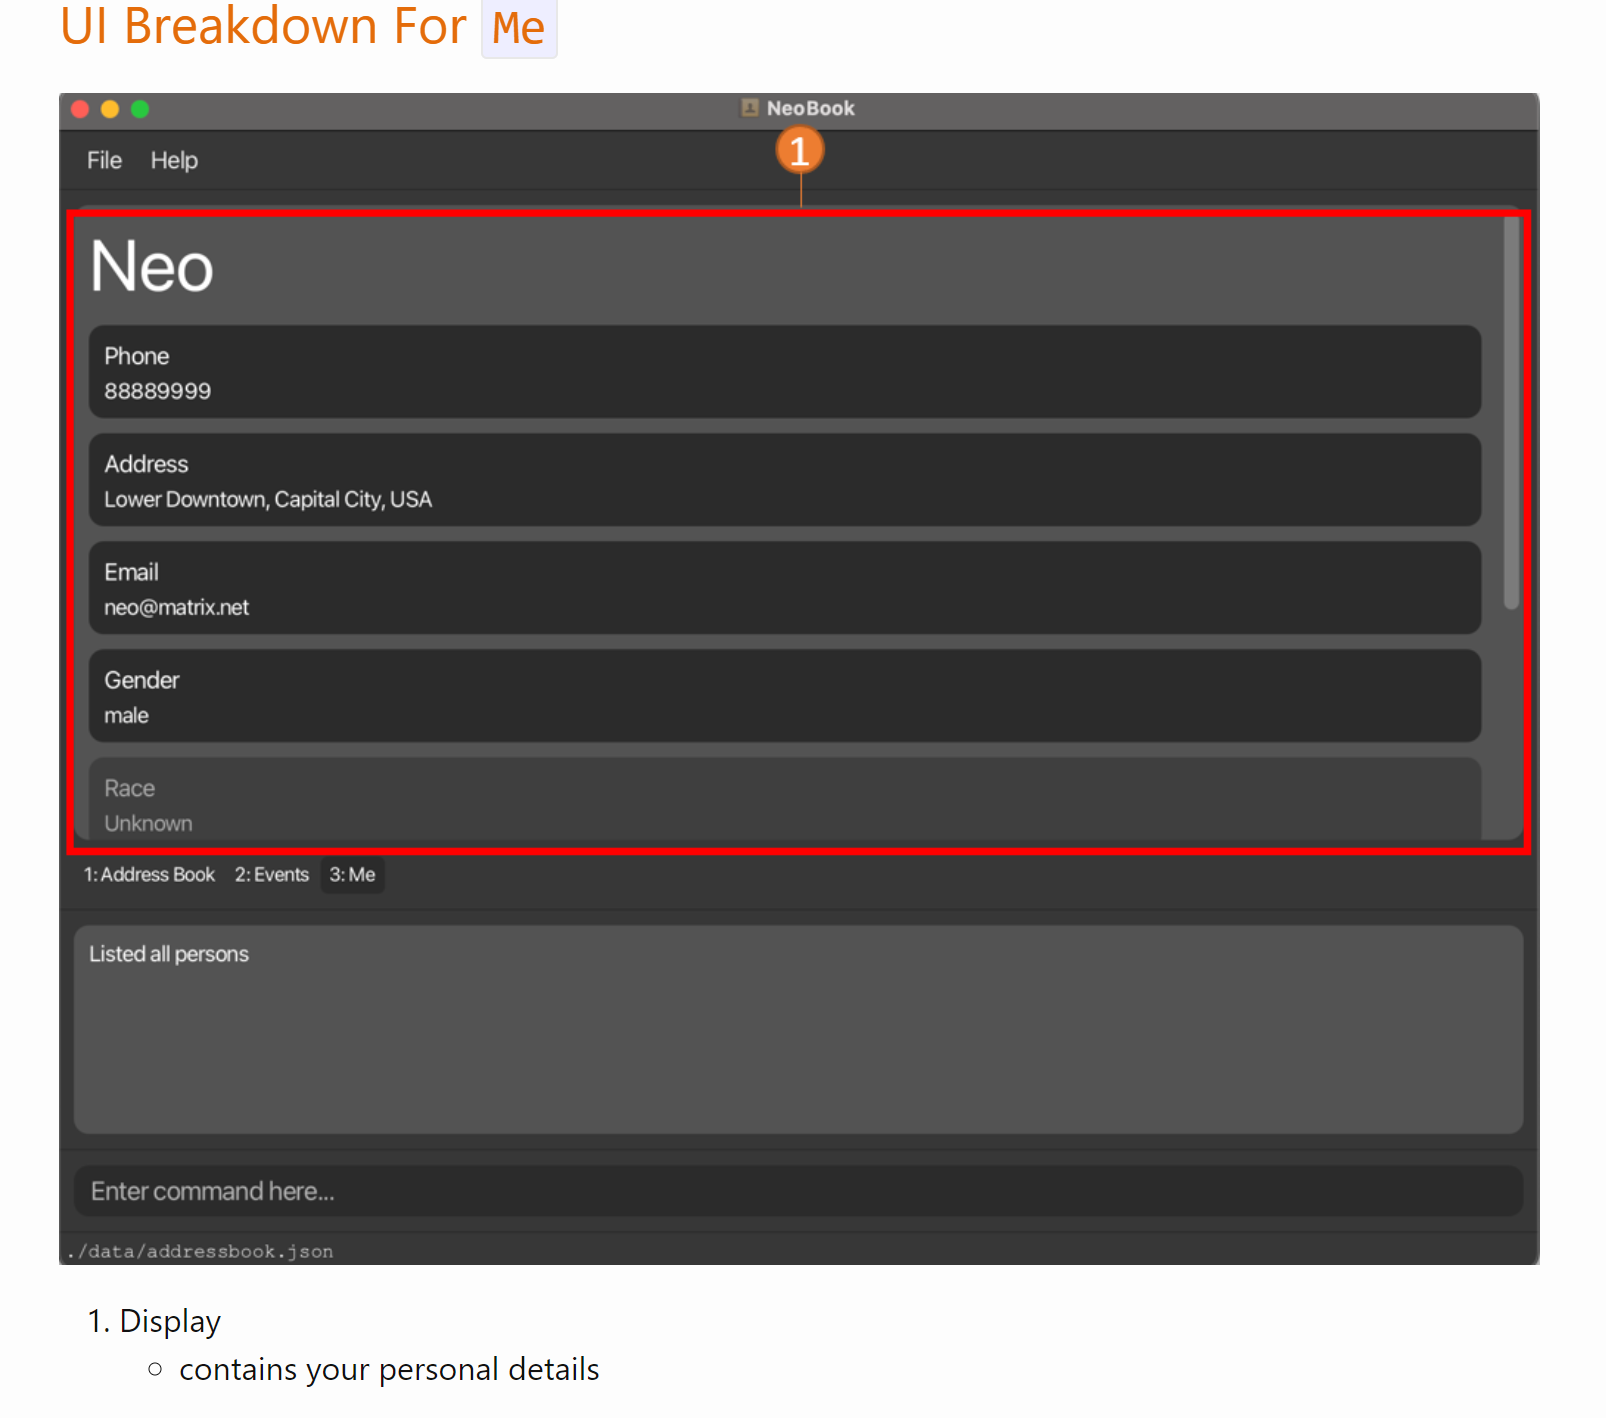 UI Breakdown For Me
NeoBook
File Help
1
Neo
Phone
88889999
Address
Lower Downtown, Capital City, USA
Email
neo@matrix.net
Gender
male
Race
Unknown
1: Address Book 2: Events 3: Me
Listed all persons
Enter command here...
./data/addressbook.json
1. Display
contains your personal details